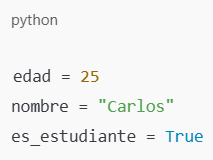 python
edad = 25
nombre = "Carlos"
es_estudiante = True